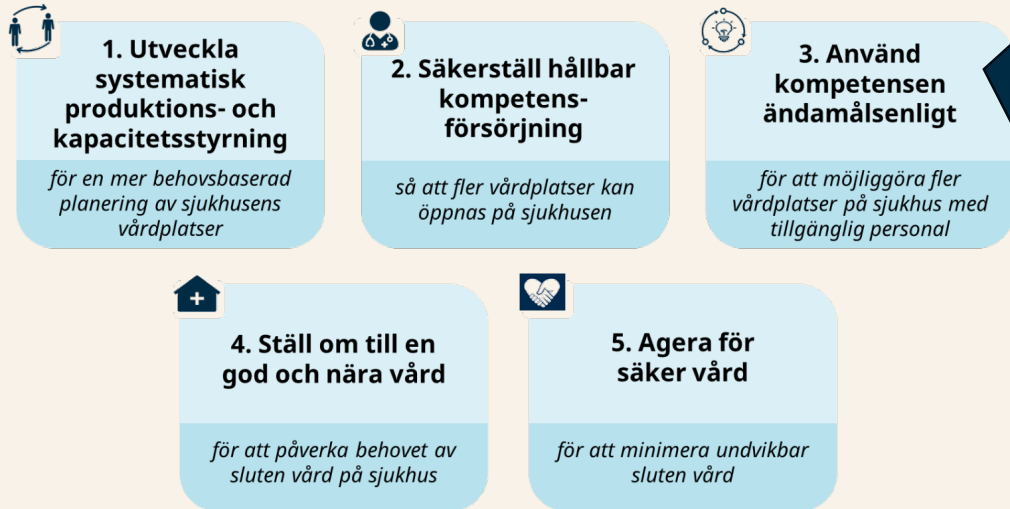 1. Utveckla
systematisk
produktions- och
kapacitetsstyrning
för en mer behovsbaserad
planering av sjukhusens
vårdplatser
2. Säkerställ hållbar
kompetens-
försörjning
så att fler vårdplatser kan
öppnas på sjukhusen
3. Använd
kompetensen
ändamålsenligt
för att möjliggöra fler
vårdplatser på sjukhus med
tillgänglig personal
4. Ställ om till en
god och nära vård
för att påverka behovet av
sluten vård på sjukhus
5. Agera för
säker vård
för att minimera undvikbar
sluten vård